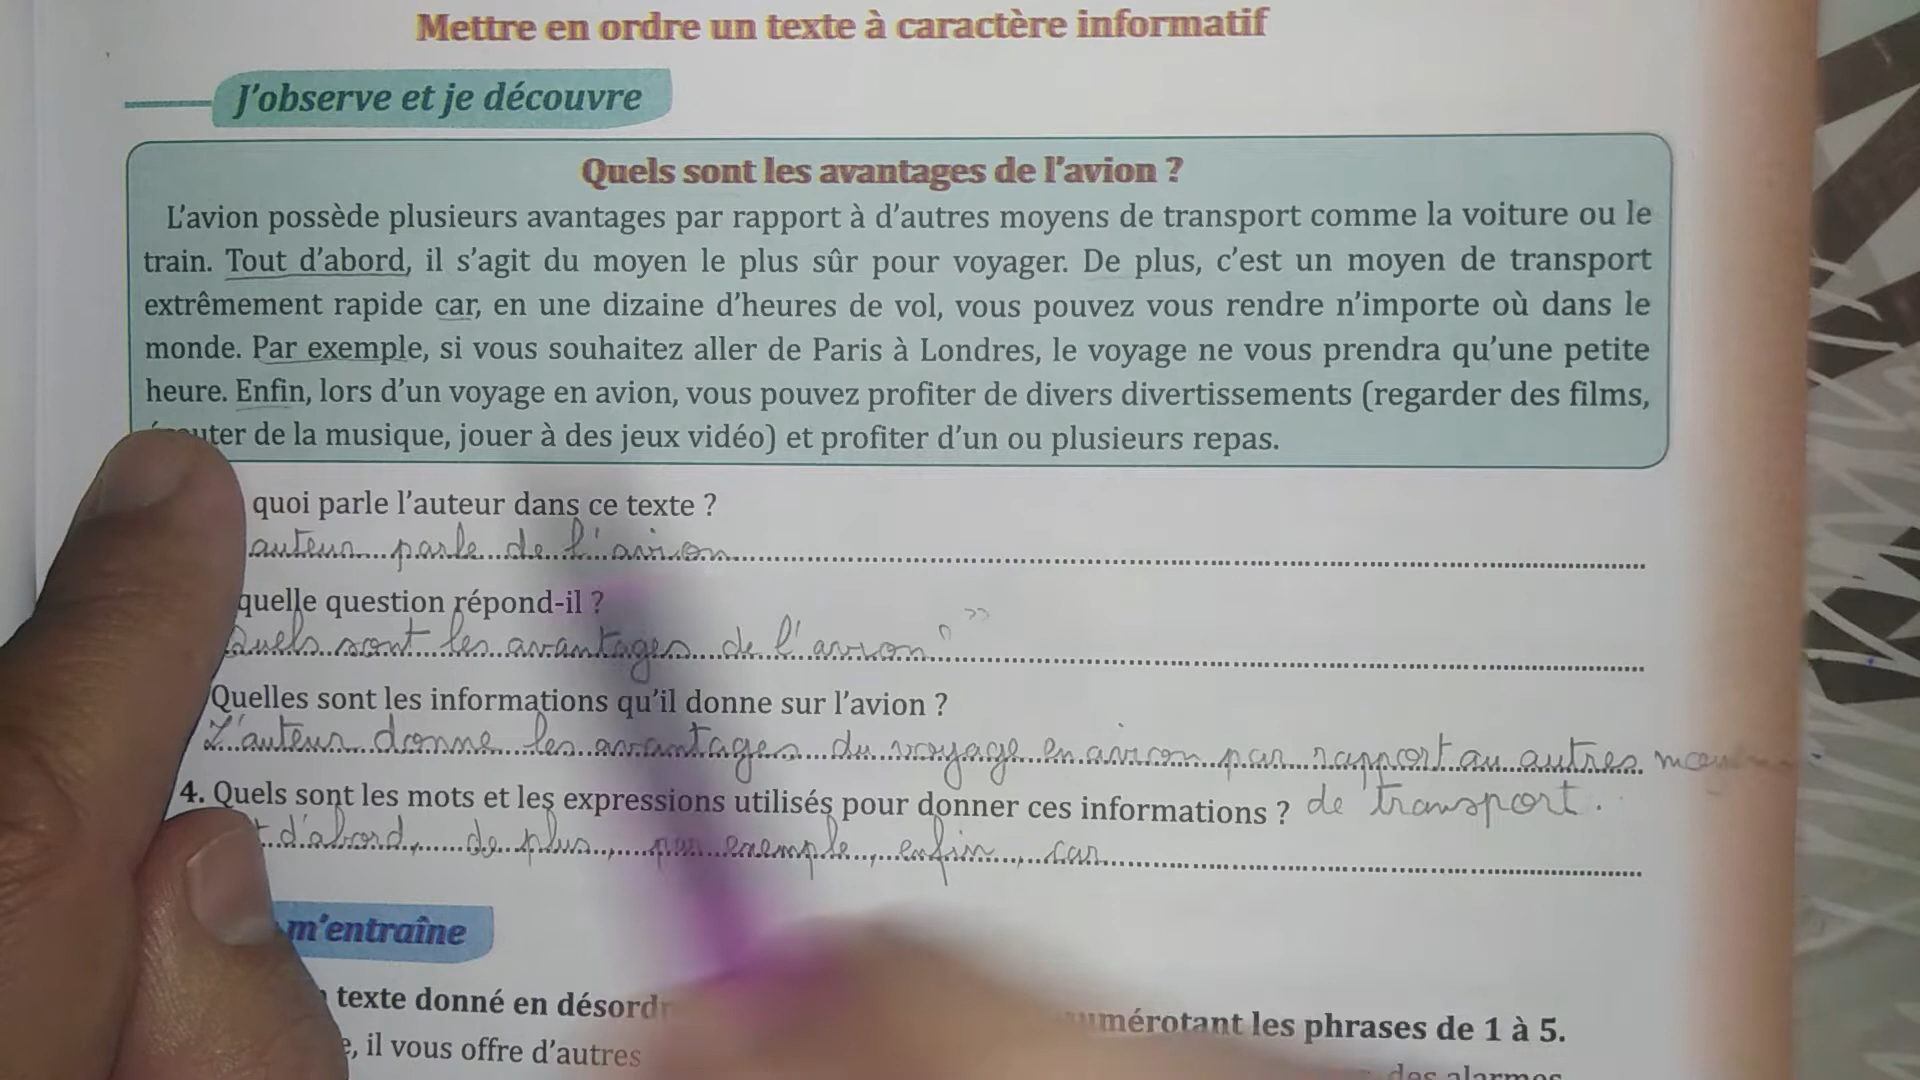 Mettre en ordre un texte à caractère informatif
J'observe et je découvre
Quels sont les avantages de l'avion ?
L'avion possède plusieurs avantages par rapport à d'autres moyens de transport comme la voiture ou le
train. Tout d'abord, il s'agit du moyen le plus sûr pour voyager. De plus, c'est un moyen de transport
extrêmement rapide car, en une dizaine d'heures de vol, vous pouvez vous rendre n'importe où dans le
monde. Par exemple, si vous souhaitez aller de Paris à Londres, le voyage ne vous prendra qu'une petite
heure. Enfin, lors d'un voyage en avion, vous pouvez profiter de divers divertissements (regarder des films,
de la musique, jouer à des jeux vidéo) et profiter d'un ou plusieurs repas.
quoi parle l'auteur dans ce texte ?
auteur parle de l'avion
quelle question répond-il ?
Quels sont les avantages de l'avion ? »
Quelles sont les informations qu'il donne sur l'avion ?
L'auteur donne les avantages du voyage en avion par rapport au autres
de transport.
4. Quels sont les mots et les expressions utilisés pour donner ces informations ?
d'abord, de plus, par exemple, enfin, car
m'entraîne
texte donné en numérotant les phrases de 1 à 5.
il vous offre d'autres
des alarmes